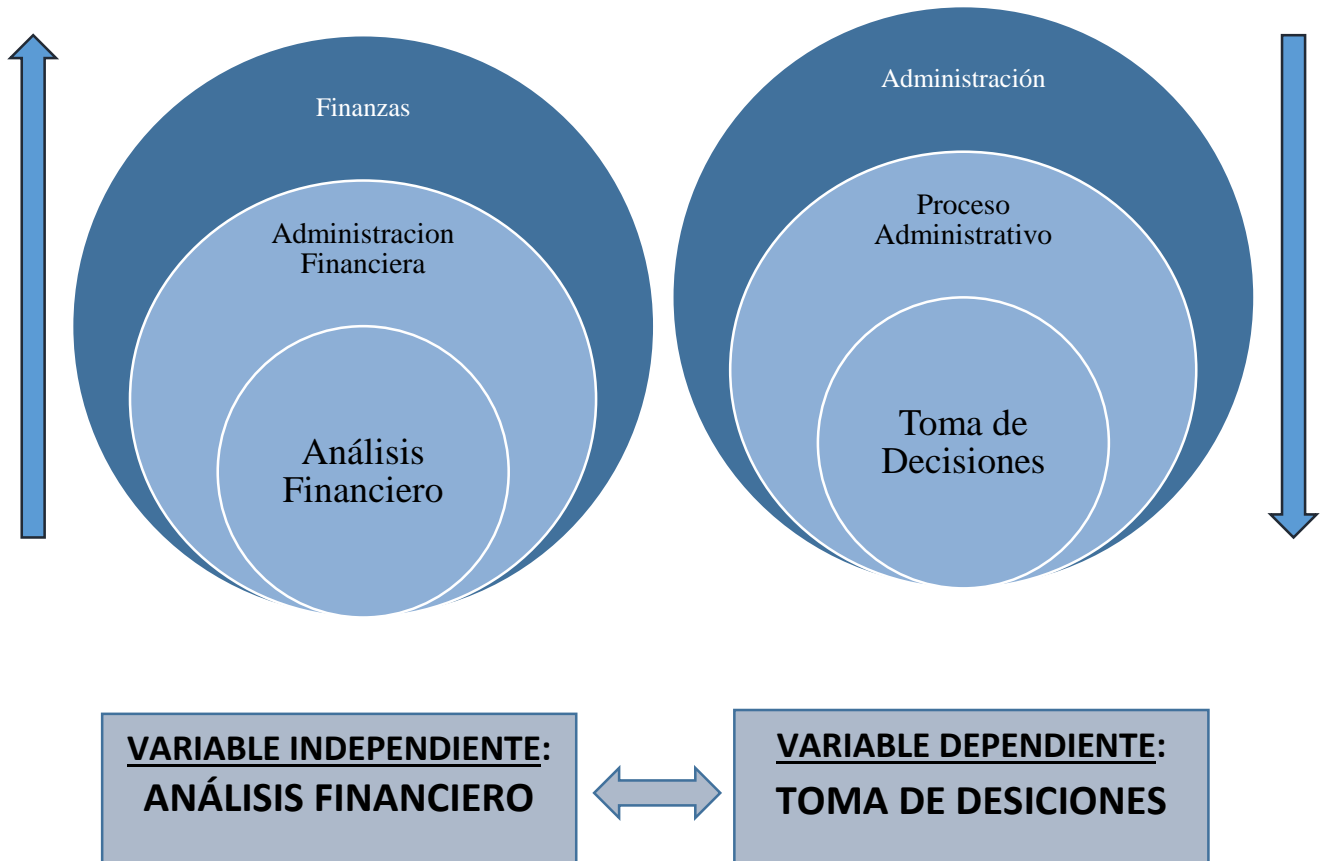 Finanzas
Administracion
Financiera
Análisis
Financiero
Administración
Proceso
Administrativo
Toma de
Decisiones
VARIABLE INDEPENDIENTE:
ANÁLISIS FINANCIERO
VARIABLE DEPENDIENTE:
TOMA DE DESICIONES